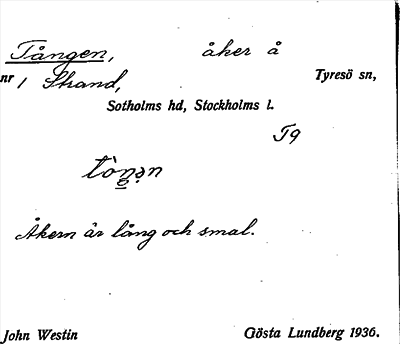 Tången, åker å
nr 1 Strand, Tyresö sn,
Sotholms hd, Stockholms l.
T9
Åkern är lång och smal.
John Westin Gösta Lundberg 1936.